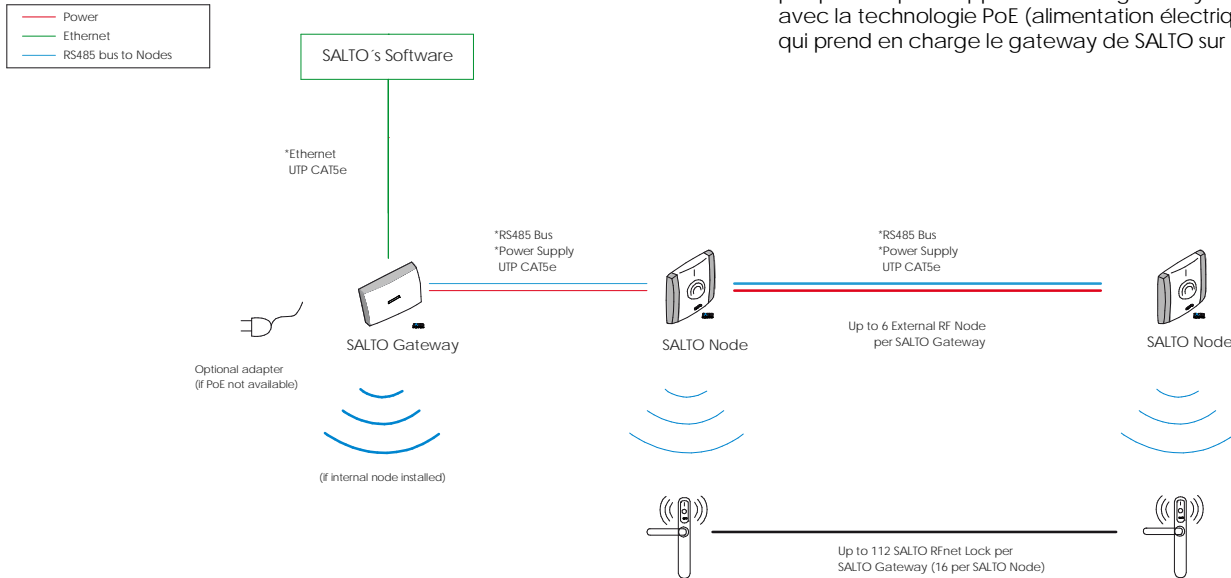 avec la technologie PoE (alimentation électriq
qui prend en charge le gateway de SALTO sur
Power
Ethernet
RS485 bus to Nodes
SALTO´s Software
*Ethernet
UTP CAT5e
*RS485 Bus
*Power Supply
UTP CAT5e
*RS485 Bus
*Power Supply
UTP CAT5e
SALTO Gateway
SALTO Node
Up to 6 External RF Node
per SALTO Gateway
SALTO Node
Optional adapter
(if PoE not available)
(if internal node installed)
Up to 112 SALTO RFnet Lock per
SALTO Gateway (16 per SALTO Node)